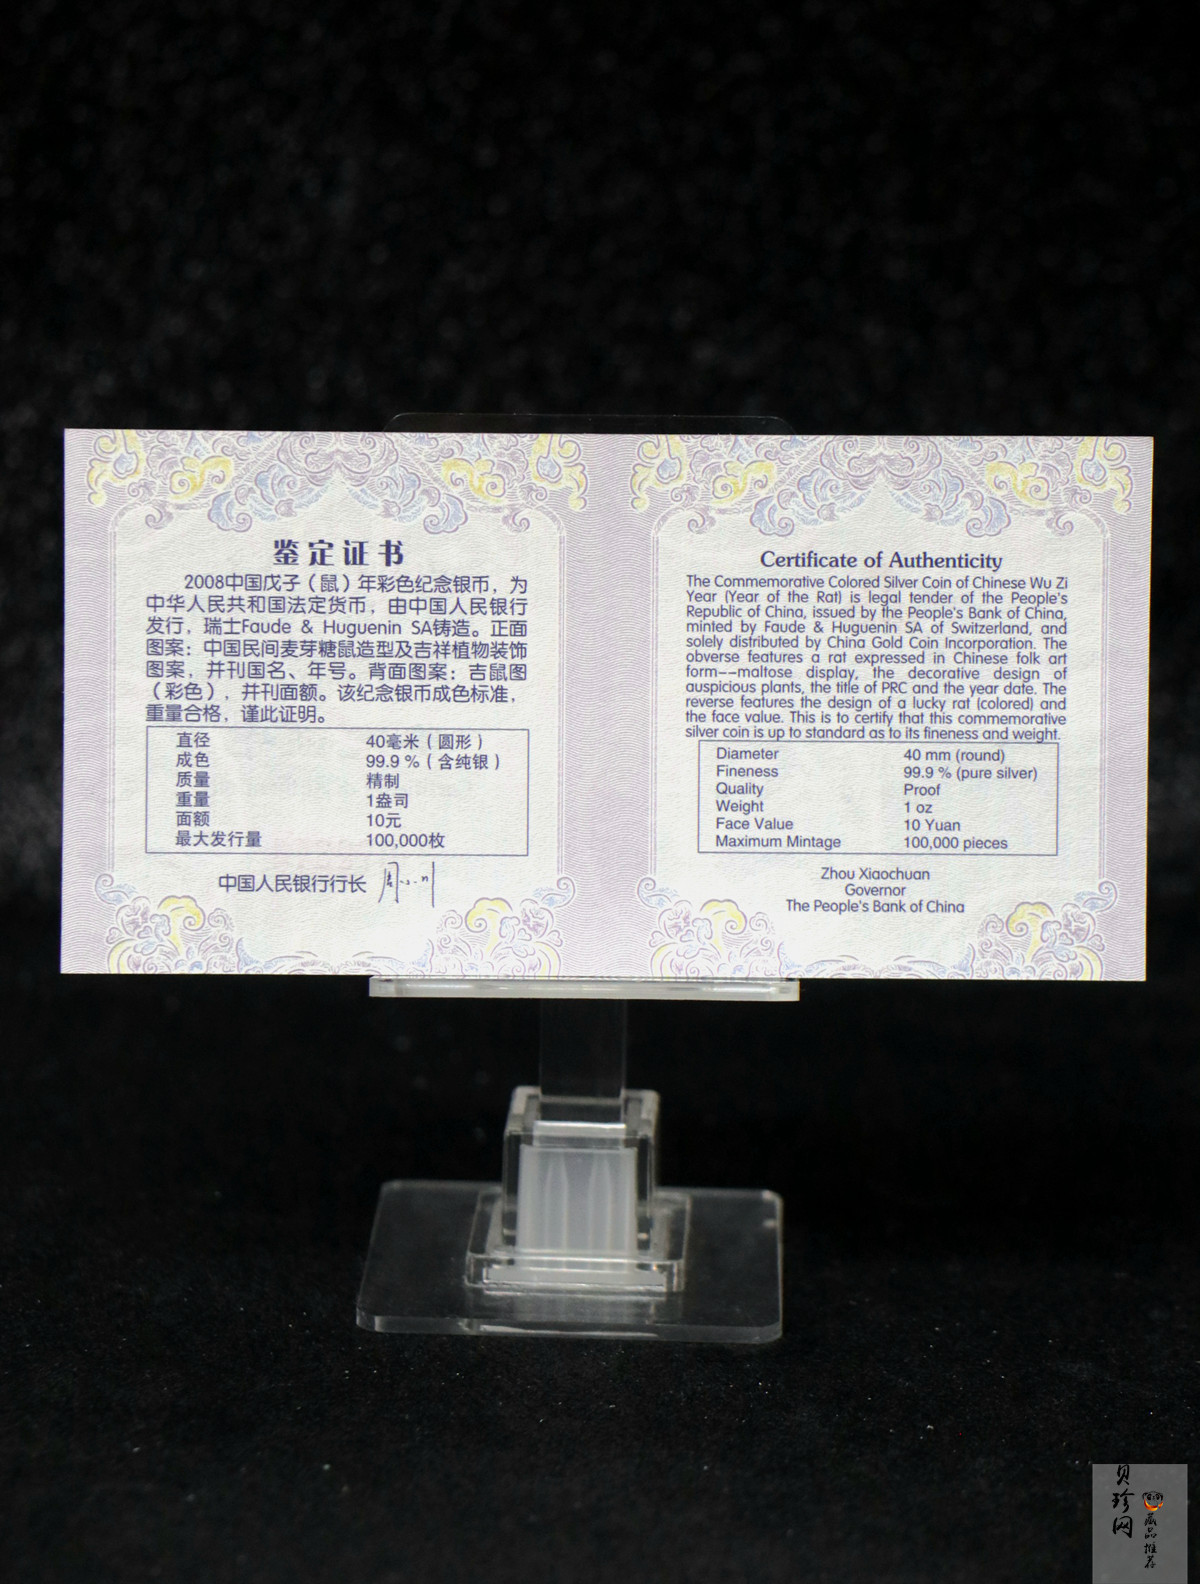 鉴定证书
2008中国戊子（鼠）年彩色纪念银币，为
中华人民共和国法定货币，由中国人民银行
发行，瑞士Faude & Huguenin SA铸造。正面
图案：中国民间麦芽糖鼠造型及吉祥植物装饰
图案，并刊国名、年号。背面图案：吉鼠图
（彩色），并刊面额。该纪念银币成色标准，
重量合格，谨此证明。
直径 40毫米（圆形）
成色 99.9 %（含纯银）
质量 精制
重量 1盎司
面额 10元
最大发行量 100,000枚
中国人民银行行长
Certificate of Authenticity
The Commemorative Colored Silver Coin of Chinese Wu Zi
Year (Year of the Rat) is legal tender of the People's
Republic of China, issued by the People's Bank of China,
minted by Faude & Huguenin SA of Switzerland, and
solely distributed by China Gold Coin Incorporation. The
obverse features a rat expressed in Chinese folk art
form--maltose display, the decorative design of
auspicious plants, the title of PRC and the year date. The
reverse features the design of a lucky rat (colored) and
the face value. This is to certify that this commemorative
silver coin is up to standard as to its fineness and weight.
Diameter 40 mm (round)
Fineness 99.9 % (pure silver)
Quality Proof
Weight 1 oz
Face Value 10 Yuan
Maximum Mintage 100,000 pieces
Zhou Xiaochuan
Governor
The People's Bank of China
贝珍网
藏品推荐